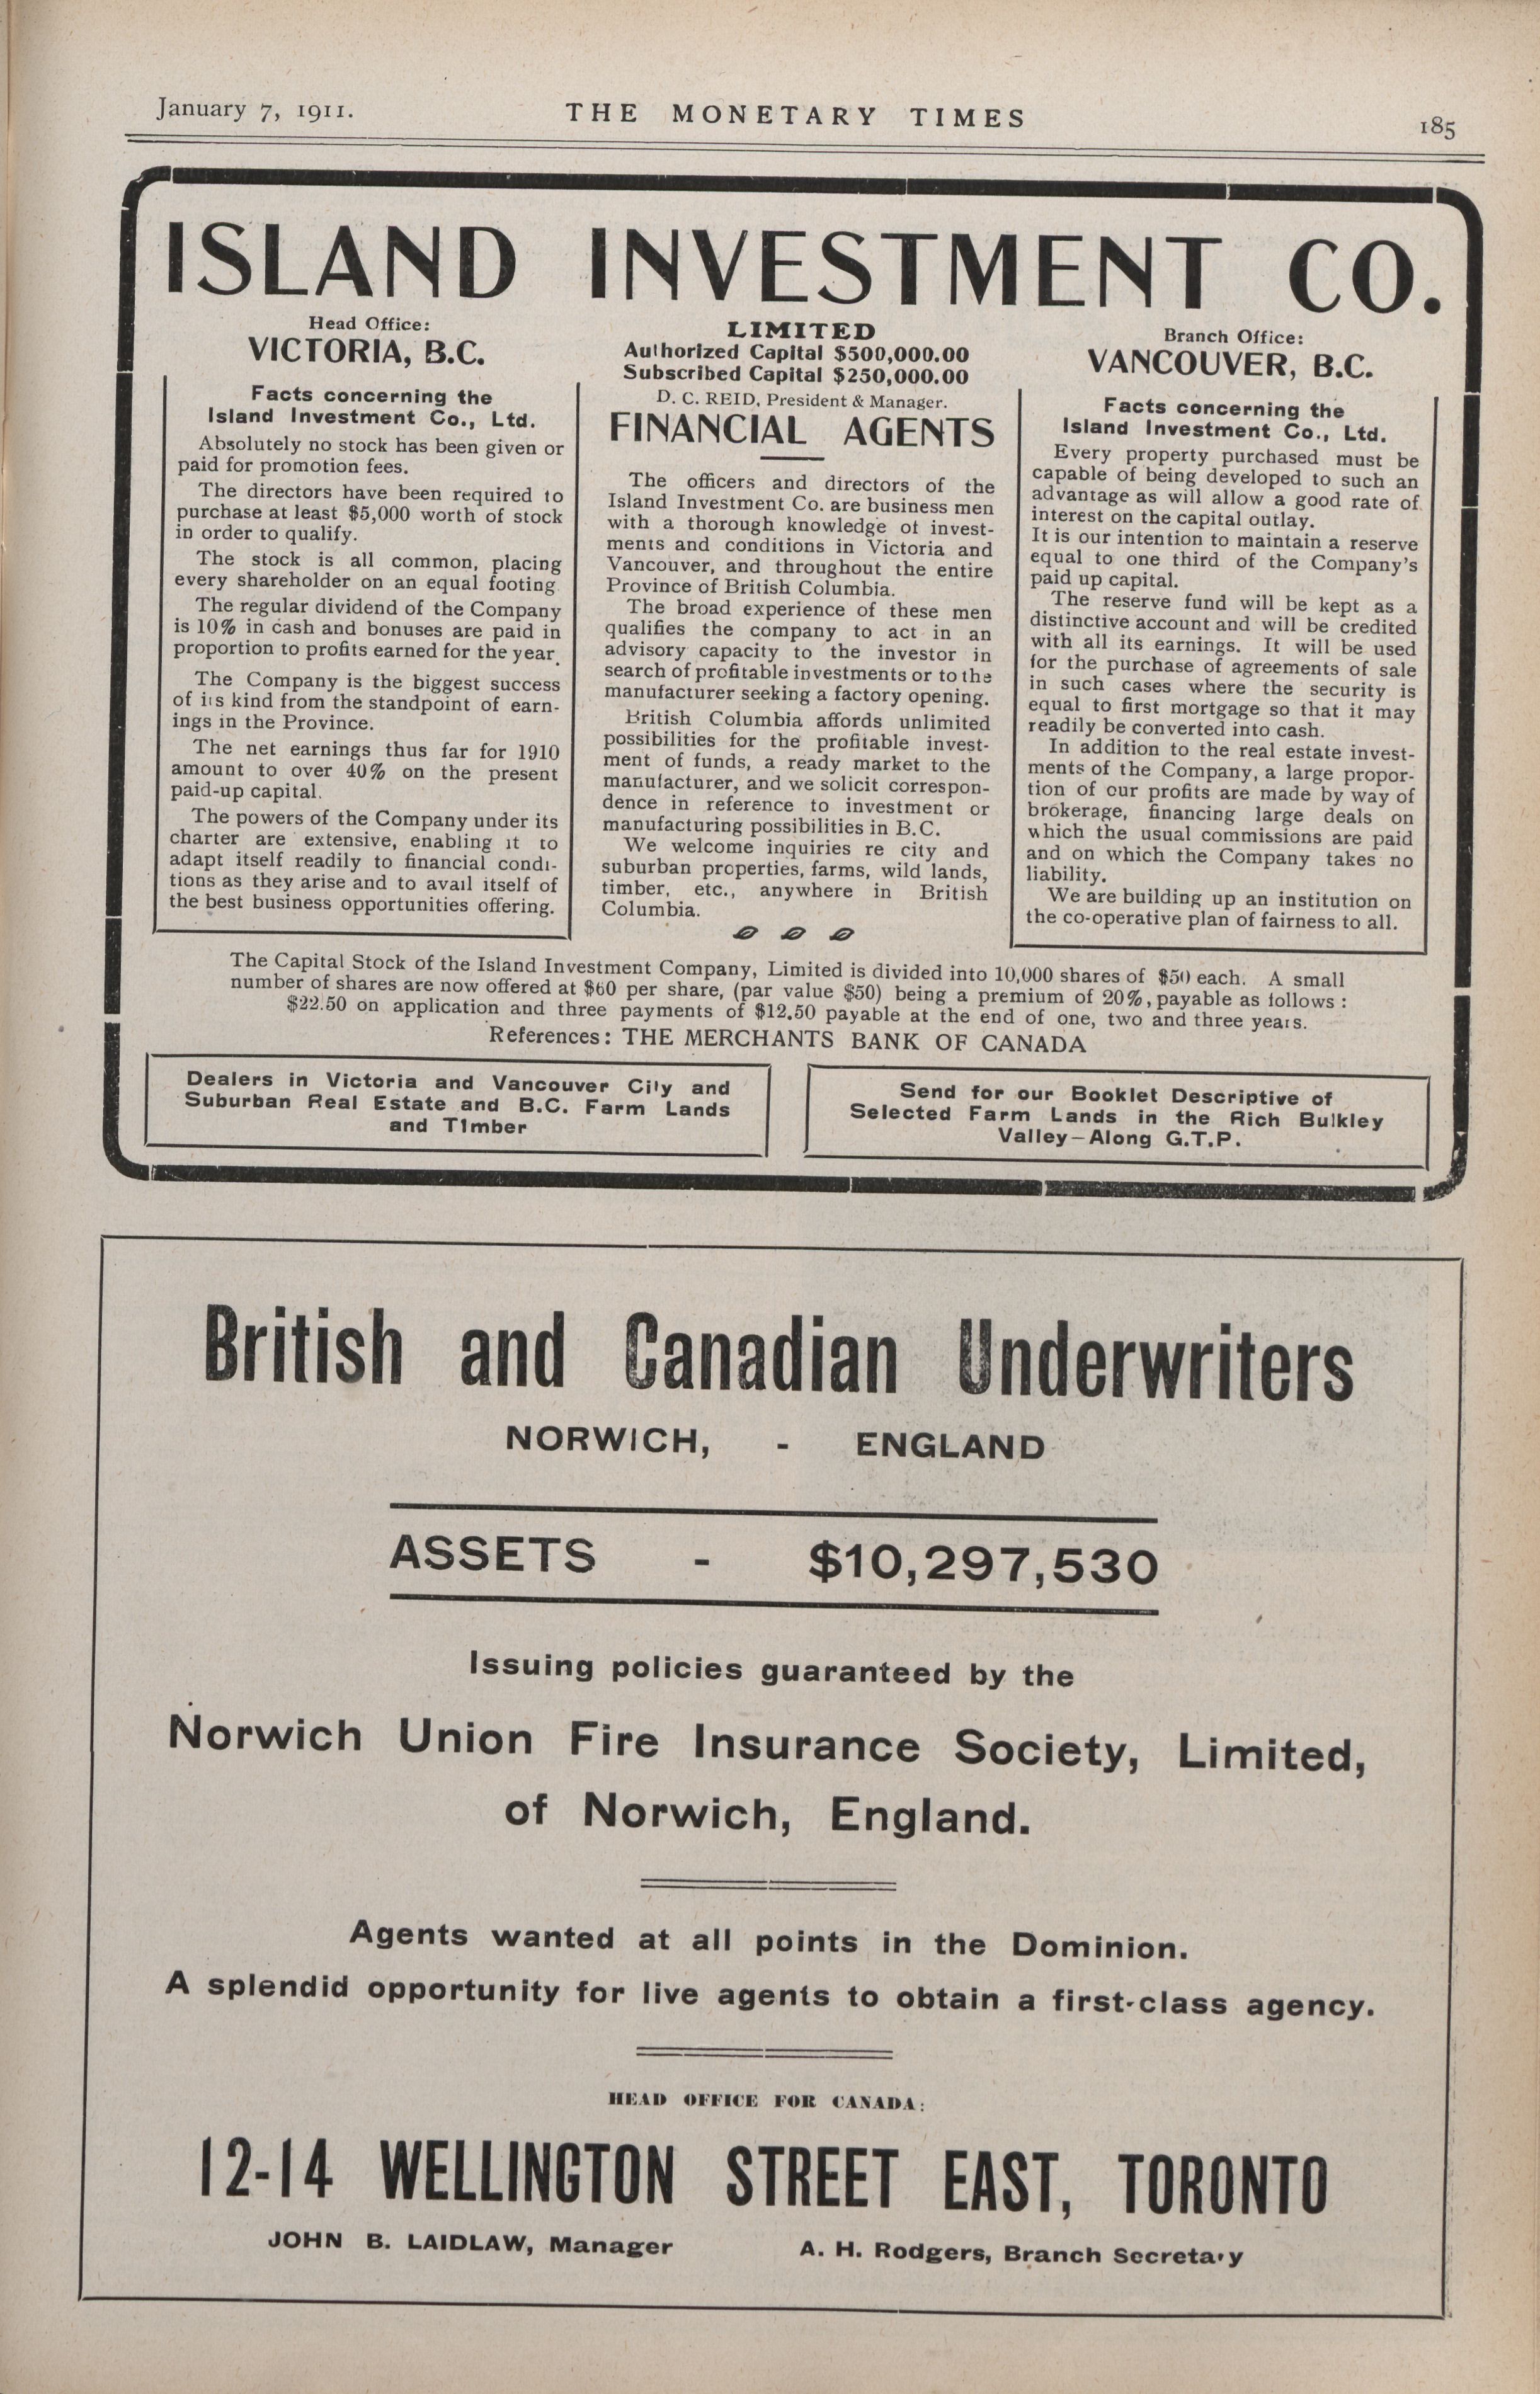 January 7, 1911.
THE MONETARY TIMES
185
ISLAND INVESTMENT CO.
Head Office:
VICTORIA, B.C.
LIMITED
Authorized Capital $500,000.00
Subscribed Capital $250,000.00
D. C. REID, President & Manager.
FINANCIAL AGENTS
Branch Office:
VANCOUVER, B.C.
Facts concerning the
Island Investment Co., Ltd.
Absolutely no stock has been given or
paid for promotion fees.
The directors have been required to
purchase at least $5,000 worth of stock
in order to qualify.
The stock is all common, placing
every shareholder on an equal footing
The regular dividend of the Company
is 10% in cash and bonuses are paid in
proportion to profits earned for the year.
The Company is the biggest success
of its kind from the standpoint of earn-
ings in the Province.
The net earnings thus far for 1910
amount to over 40% on the present
paid-up capital.
The powers of the Company under its
charter are extensive, enabling it to
adapt itself readily to financial condi-
tions as they arise and to avail itself of
the best business opportunities offering.
The officers and directors of the
Island Investment Co. are business men
with a thorough knowledge of invest-
ments and conditions in Victoria and
Vancouver, and throughout the entire
Province of British Columbia.
The broad experience of these men
qualifies the company to act in an
advisory capacity to the investor in
search of profitable investments or to the
manufacturer seeking a factory opening.
British Columbia affords unlimited
possibilities for the profitable invest-
ment of funds, a ready market to the
manufacturer, and we solicit correspon-
dence in reference to investment or
manufacturing possibilities in B.C.
We welcome inquiries re city and
suburban properties, farms, wild lands,
timber, etc., anywhere in British
Columbia.
Facts concerning the
Island Investment Co., Ltd.
Every property purchased must be
capable of being developed to such an
advantage as will allow a good rate of
interest on the capital outlay.
It is our intention to maintain a reserve
equal to one third of the Company's
paid up capital.
The reserve fund will be kept as a
distinctive account and will be credited
with all its earnings. It will be used
for the purchase of agreements of sale
in such cases where the security is
equal to first mortgage so that it may
readily be converted into cash.
In addition to the real estate invest-
ments of the Company, a large propor-
tion of our profits are made by way of
brokerage, financing large deals on
which the usual commissions are paid
and on which the Company takes no
liability.
We are building up an institution on
the co-operative plan of fairness to all.
The Capital Stock of the Island Investment Company, Limited is divided into 10,000 shares of $50 each. A small
number of shares are now offered at $60 per share, (par value $50) being a premium of 20%, payable as follows:
$22.50 on application and three payments of $12.50 payable at the end of one, two and three years.
References: THE MERCHANTS BANK OF CANADA
Dealers in Victoria and Vancouver City and
Suburban Real Estate and B.C. Farm Lands
and Timber
Send for our Booklet Descriptive of
Selected Farm Lands in the Rich Bulkley
Valley—Along G.T.P.
British and Canadian Underwriters
NORWICH, - ENGLAND
ASSETS - $10,297,530
Issuing policies guaranteed by the
Norwich Union Fire Insurance Society, Limited,
of Norwich, England.
Agents wanted at all points in the Dominion.
A splendid opportunity for live agents to obtain a first-class agency.
HEAD OFFICE FOR CANADA:
12-14 WELLINGTON STREET EAST, TORONTO
JOHN B. LAIDLAW, Manager
A. H. Rodgers, Branch Secretary